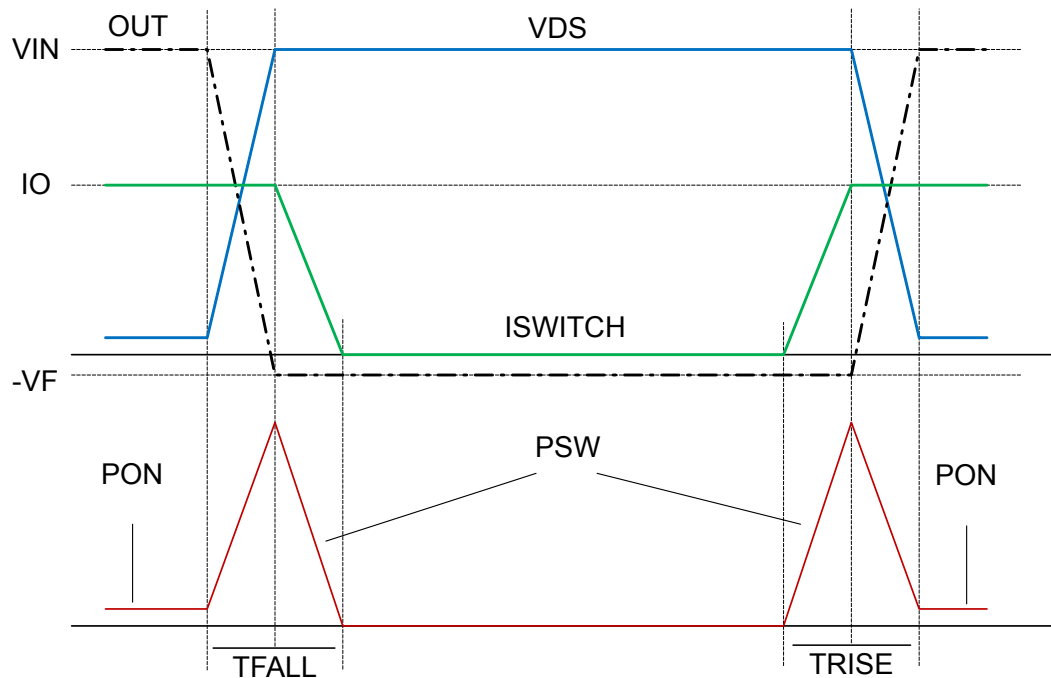 OUT
VDS
VIN
IO
ISWITCH
-VF
PSW
PON
PON
TFALL
TRISE